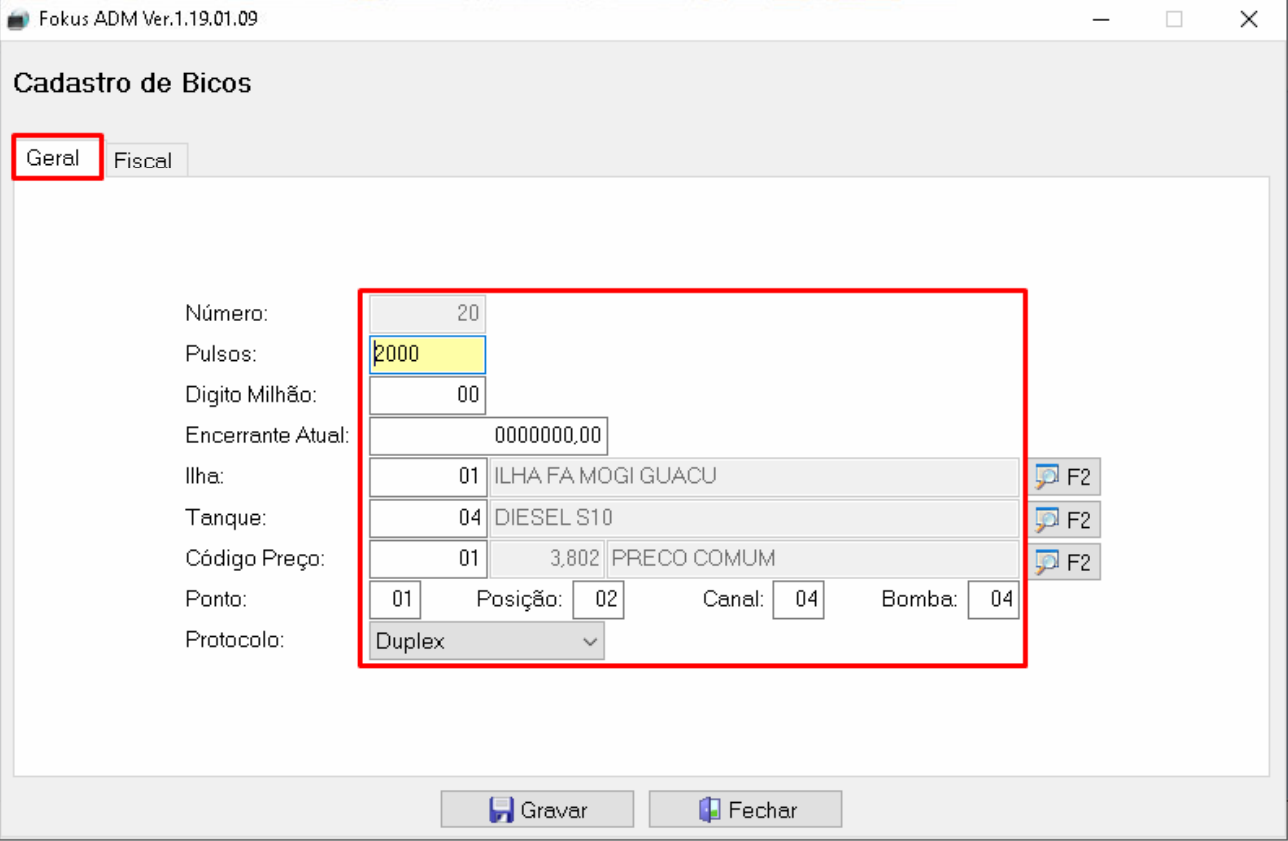 Fokus ADM Ver.1.19.01.09
Cadastro de Bicos
Geral Fiscal
Número: 20
Pulsos: 2000
Digito Milhão: 00
Encerrante Atual: 0000000,00
Ilha: 01 ILHA FA MOGI GUACU F2
Tanque: 04 DIESEL S10 F2
Código Preço: 01 3,802 PRECO COMUM F2
Ponto: 01 Posição: 02 Canal: 04 Bomba: 04
Protocolo: Duplex
Gravar Fechar